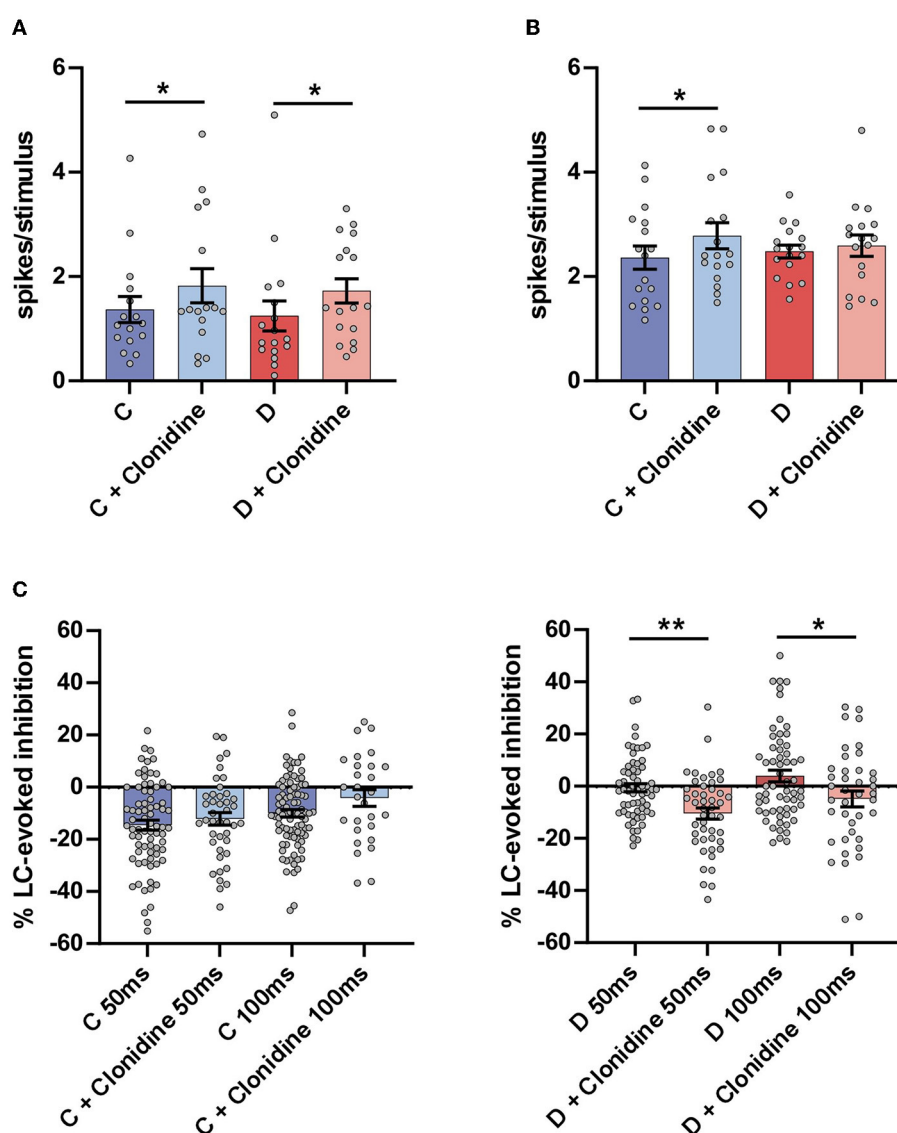 A
spikes/stimulus
6
4
2
0
*
*
C
C + Clonidine
D
D + Clonidine
B
spikes/stimulus
6
4
2
0
*
C
C + Clonidine
D
D + Clonidine
C
% LC-evoked inhibition
60
40
20
0
-20
-40
-60
C 50ms
C + Clonidine 50ms
C 100ms
C + Clonidine 100ms
% LC-evoked inhibition
60
40
20
0
-20
-40
-60
**
*
D 50ms
D + Clonidine 50ms
D 100ms
D + Clonidine 100ms